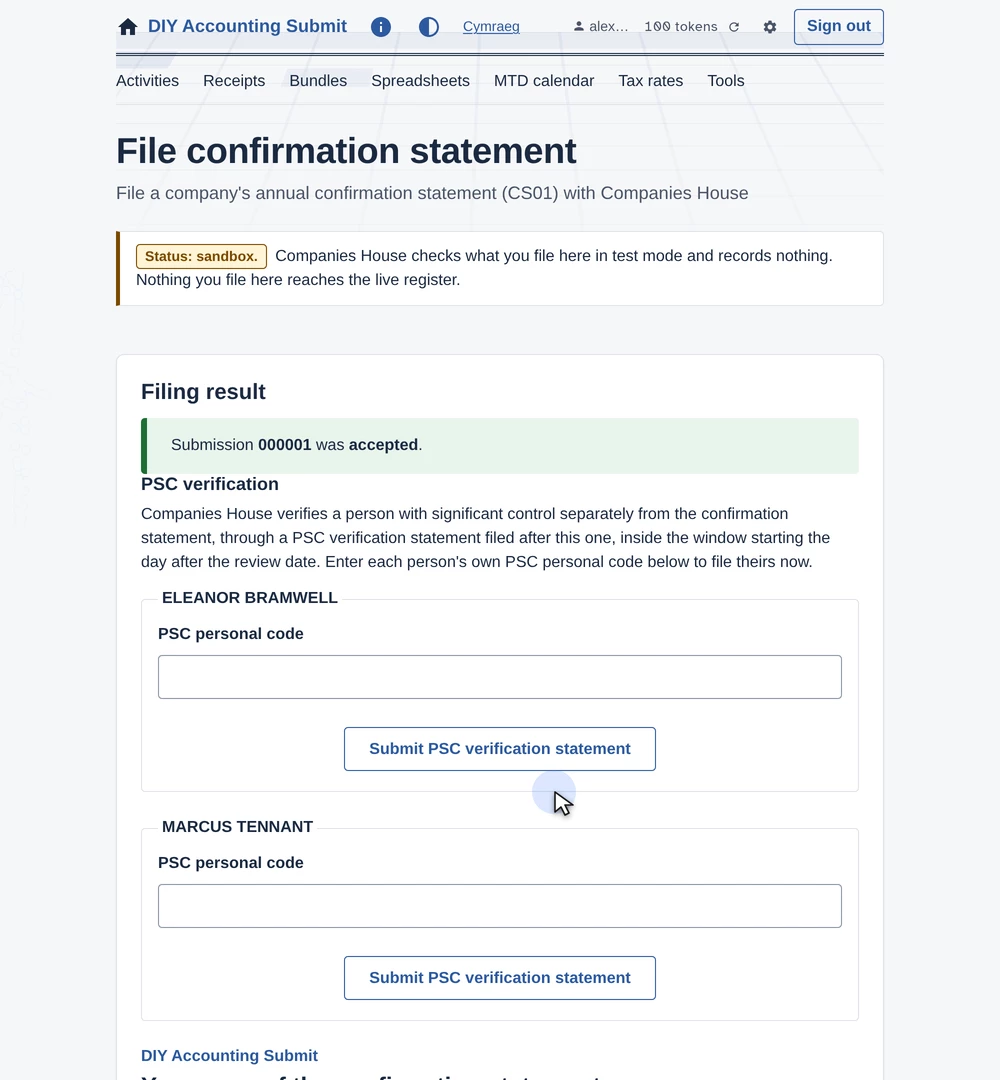 DIY Accounting Submit
Cymraeg
alex...
100 tokens
Sign out
Activities
Receipts
Bundles
Spreadsheets
MTD calendar
Tax rates
Tools
File confirmation statement
File a company's annual confirmation statement (CS01) with Companies House
Status: sandbox. Companies House checks what you file here in test mode and records nothing.
Nothing you file here reaches the live register.
Filing result
Submission 000001 was accepted.
PSC verification
Companies House verifies a person with significant control separately from the confirmation
statement, through a PSC verification statement filed after this one, inside the window starting the
day after the review date. Enter each person's own PSC personal code below to file theirs now.
ELEANOR BRAMWELL
PSC personal code
Submit PSC verification statement
MARCUS TENNANT
PSC personal code
Submit PSC verification statement
DIY Accounting Submit